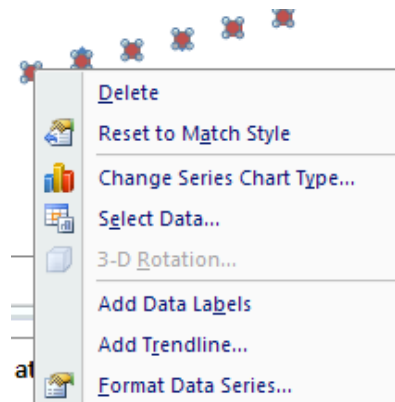 Delete
Reset to Match Style
Change Series Chart Type...
Select Data...
3-D Rotation...
Add Data Labels
Add Trendline...
at
Format Data Series...